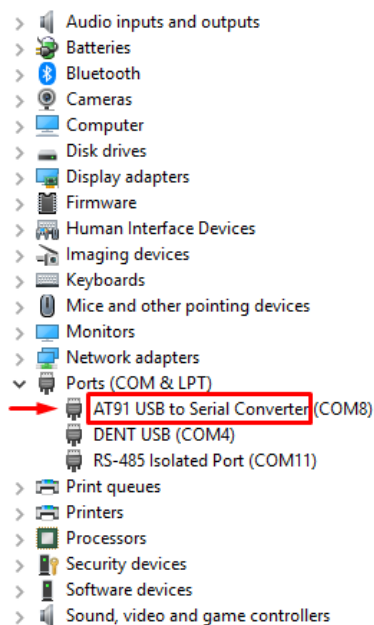 Audio inputs and outputs
Batteries
Bluetooth
Cameras
Computer
Disk drives
Display adapters
Firmware
Human Interface Devices
Imaging devices
Keyboards
Mice and other pointing devices
Monitors
Network adapters
Ports (COM & LPT)
AT91 USB to Serial Converter (COM8)
DENT USB (COM4)
RS-485 Isolated Port (COM11)
Print queues
Printers
Processors
Security devices
Software devices
Sound, video and game controllers